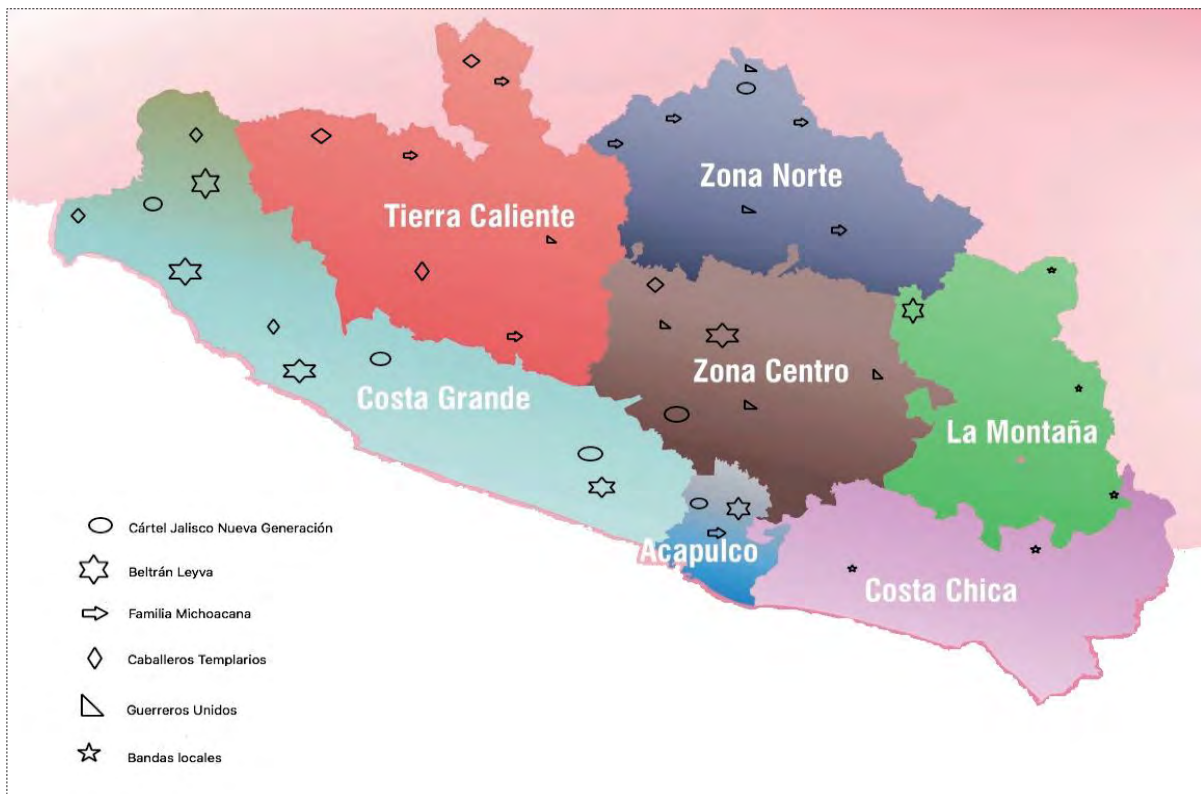 Zona Norte
Tierra Caliente
Zona Centro
Costa Grande
La Montaña
Acapulco
Costa Chica
Cártel Jalisco Nueva Generación
Beltrán Leyva
Familia Michoacana
Caballeros Templarios
Guerreros Unidos
Bandas locales